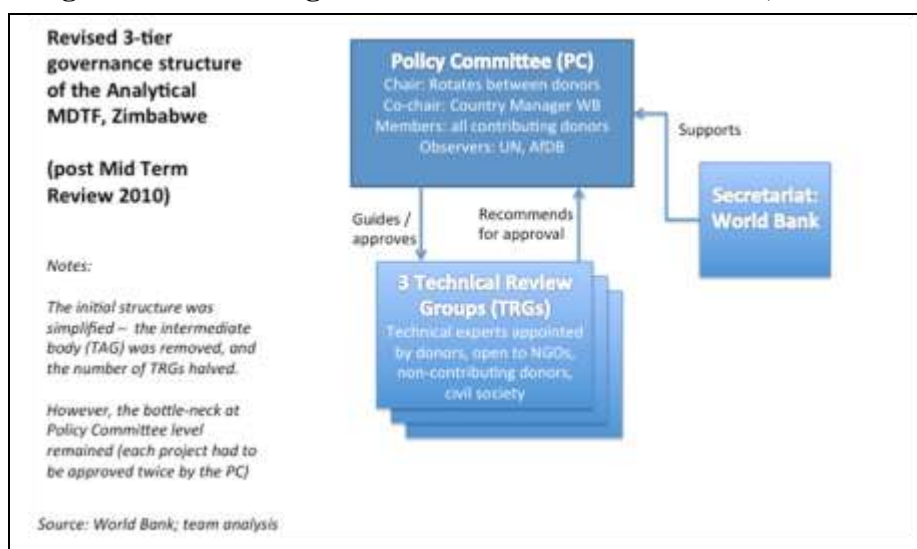 Revised 3-tier
governance structure
of the Analytical
MDTF, Zimbabwe
(post Mid Term
Review 2010)
Notes:
The initial structure was
simplified – the intermediate
body (TAG) was removed, and
the number of TRGs halved.
However, the bottle-neck at
Policy Committee level
remained (each project had to
be approved twice by the PC)
Source: World Bank; team analysis
Policy Committee (PC)
Chair: Rotates between donors
Co-chair: Country Manager WB
Members: all contributing donors
Observers: UN, AfDB
Supports
Secretariat:
World Bank
Guides /
approves
Recommends
for approval
3 Technical Review
Groups (TRGs)
Technical experts appointed
by donors, open to NGOs,
non-contributing donors,
civil society